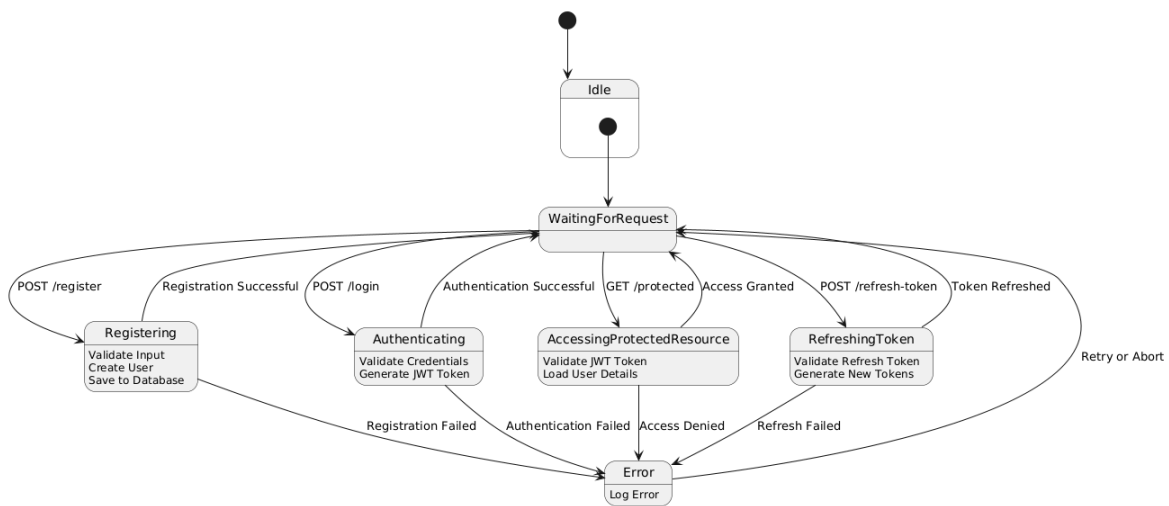 Idle
WaitingForRequest
POST /register
Registration Successful
POST /login
Authentication Successful
GET /protected
Access Granted
POST /refresh-token
Token Refreshed
Registering
Validate Input
Create User
Save to Database
Authenticating
Validate Credentials
Generate JWT Token
AccessingProtectedResource
Validate JWT Token
Load User Details
RefreshingToken
Validate Refresh Token
Generate New Tokens
Retry or Abort
Registration Failed
Authentication Failed
Access Denied
Refresh Failed
Error
Log Error